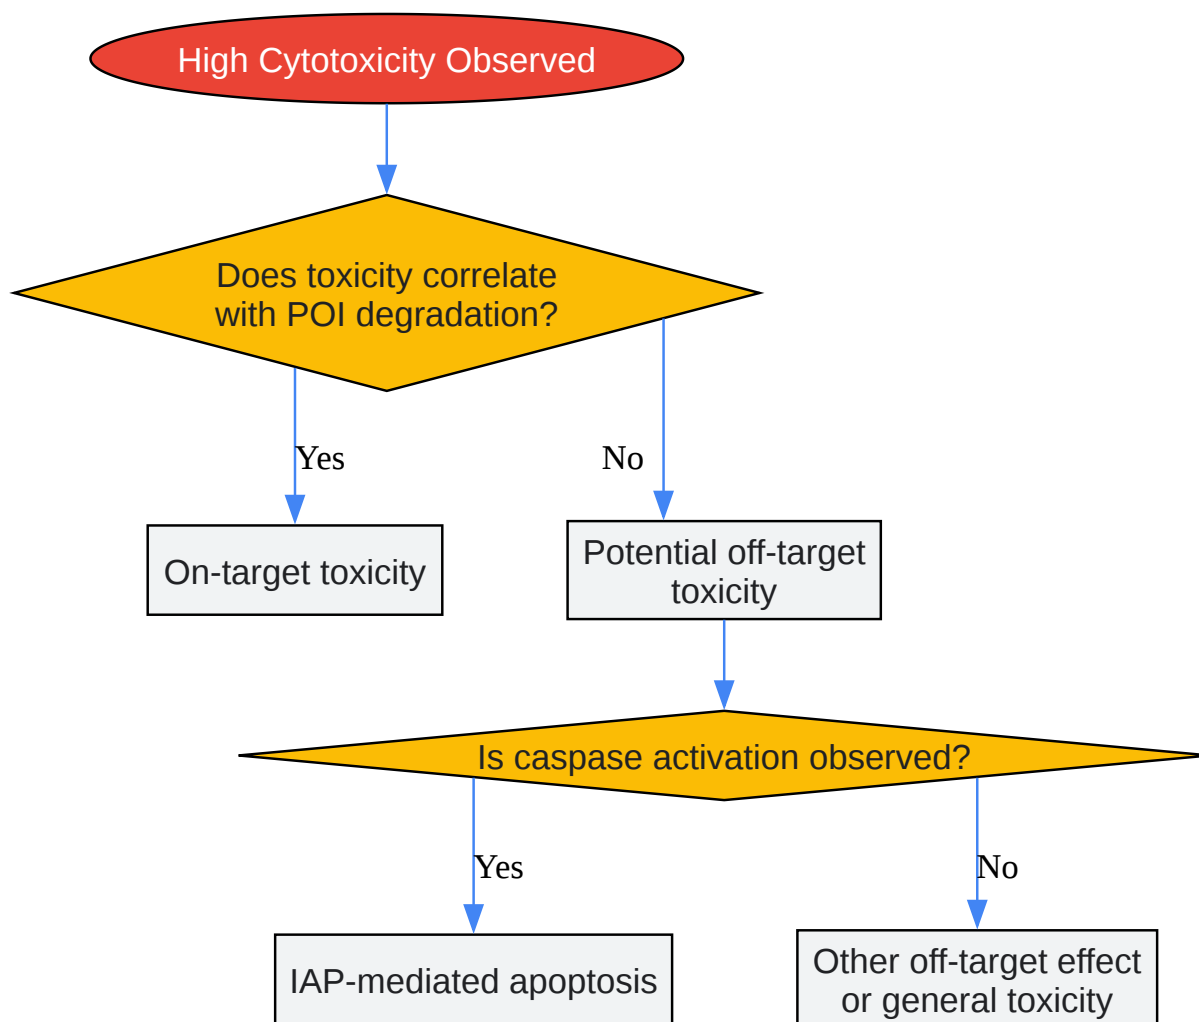 High Cytotoxicity Observed
Does toxicity correlate
with POI degradation?
Yes
No
On-target toxicity
Potential off-target
toxicity
Is caspase activation observed?
Yes
No
IAP-mediated apoptosis
Other off-target effect
or general toxicity